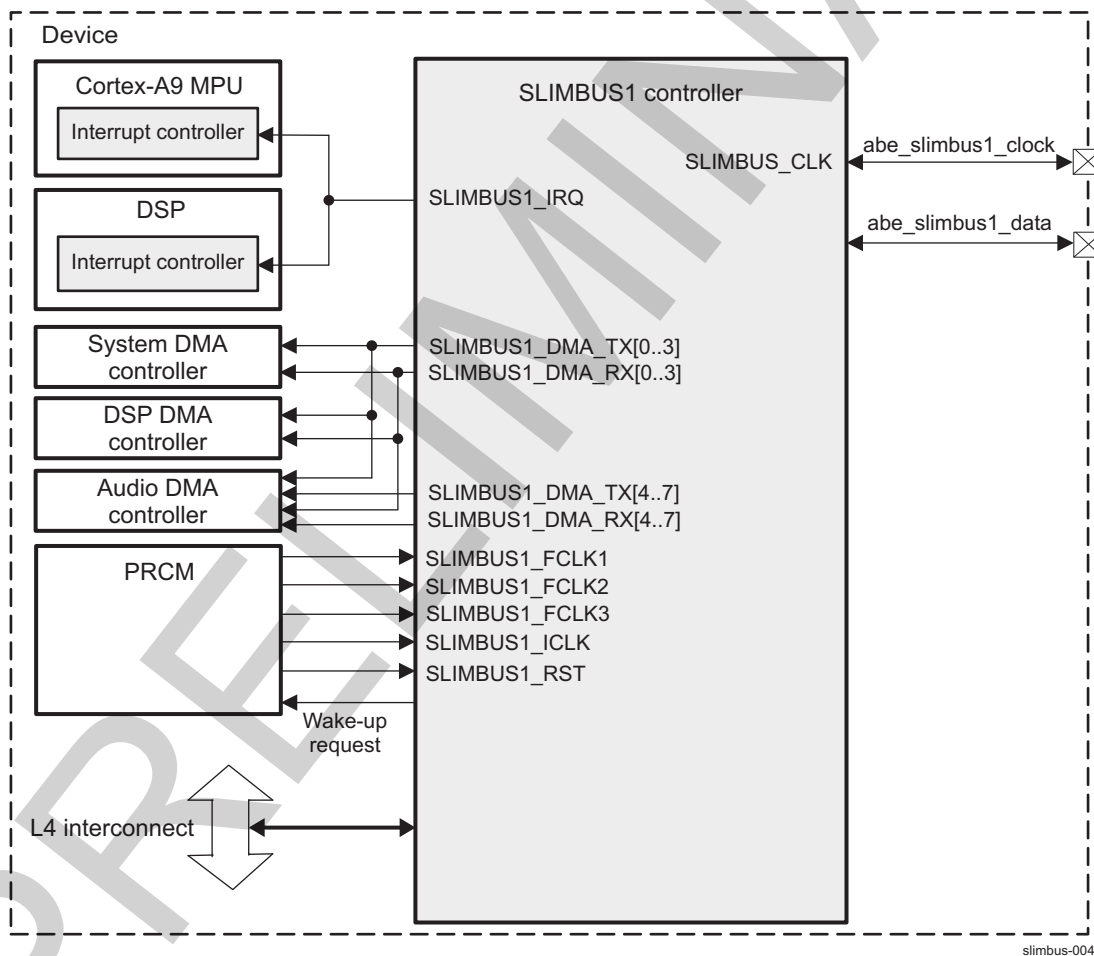 Device
Cortex-A9 MPU
Interrupt controller
DSP
Interrupt controller
System DMA
controller
DSP DMA
controller
Audio DMA
controller
PRCM
Wake-up
request
L4 interconnect
SLIMBUS1 controller
SLIMBUS_CLK
SLIMBUS1_IRQ
SLIMBUS1_DMA_TX[0..3]
SLIMBUS1_DMA_RX[0..3]
SLIMBUS1_DMA_TX[4..7]
SLIMBUS1_DMA_RX[4..7]
SLIMBUS1_FCLK1
SLIMBUS1_FCLK2
SLIMBUS1_FCLK3
SLIMBUS1_ICLK
SLIMBUS1_RST
abe_slimbus1_clock
abe_slimbus1_data
slimbus-004